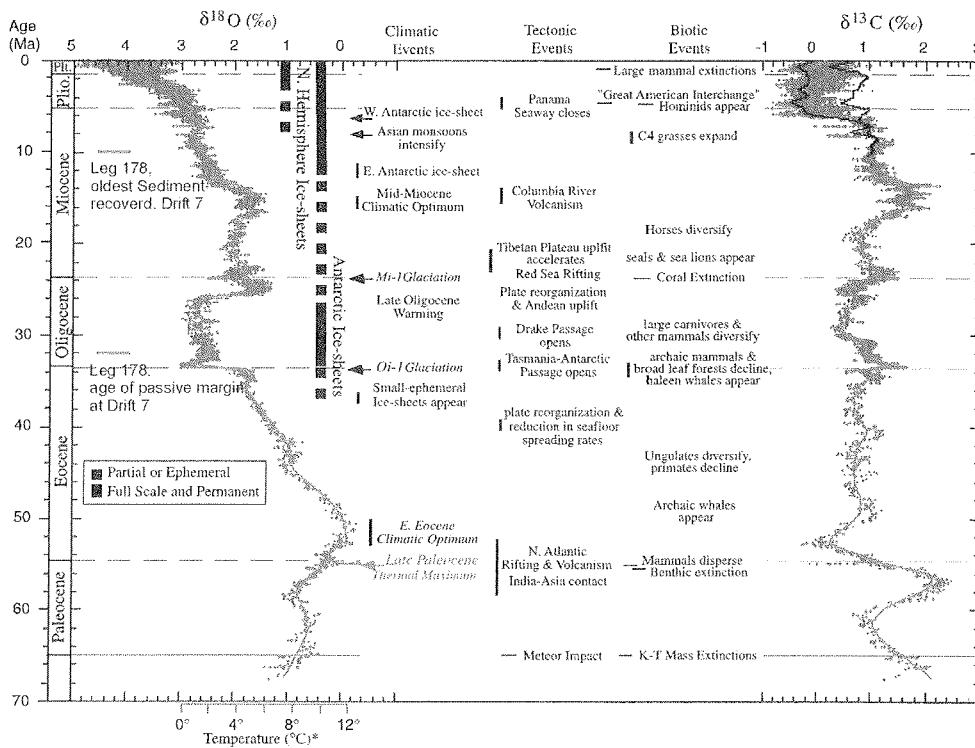 Age
(Ma)
δ18O (‰)
5 4 3 2 1 0
Climatic
Events
Tectonic
Events
Biotic
Events
δ13C (‰)
-1 0 1 2 3
0
10
20
30
40
50
60
70
Plt.
Plio.
Miocene
Oligocene
Eocene
Paleocene
N. Hemisphere Ice-sheets
Antarctic Ice-sheets
Leg 178,
oldest Sediment
recoverd. Drift 7
Leg 178,
age of passive margin
at Drift 7
Partial or Ephemeral
Full Scale and Permanent
W. Antarctic ice-sheet
Asian monsoons
intensify
E. Antarctic ice-sheet
Mid-Miocene
Climatic Optimum
Mi-1Glaciation
Late Oligocene
Warming
Oi-1Glaciation
Small-ephemeral
Ice-sheets appear
E. Eocene
Climatic Optimum
Late Paleocene
Thermal Maximum
Panama
Seaway closes
Columbia River
Volcanism
Tibetan Plateau uplift
accelerates
Red Sea Rifting
Plate reorganization
& Andean uplift
Drake Passage
opens
Tasmania-Antarctic
Passage opens
plate reorganization &
reduction in seafloor
spreading rates
N. Atlantic
Rifting & Volcanism
India-Asia contact
Meteor Impact
Large mammal extinctions
"Great American Interchange"
Hominids appear
C4 grasses expand
Horses diversify
seals & sea lions appear
Coral Extinction
large carnivores &
other mammals diversify
archaic mammals &
broad leaf forests decline,
baleen whales appear
Ungulates diversify,
primates decline
Archaic whales
appear
Mammals disperse
Benthic extinction
K-T Mass Extinctions
0° 4° 8° 12°
Temperature (°C)*